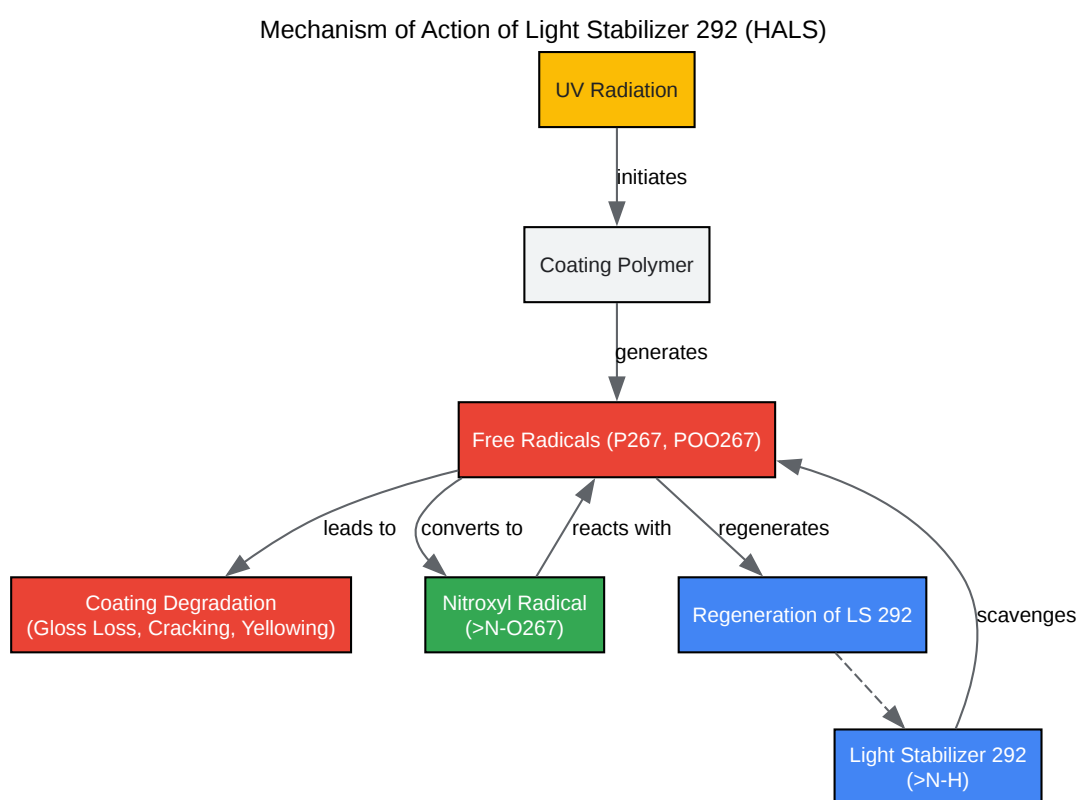 Mechanism of Action of Light Stabilizer 292 (HALS)
UV Radiation
initiates
Coating Polymer
generates
Free Radicals (P267, POO267)
leads to
converts to
reacts with
regenerates
Coating Degradation
(Gloss Loss, Cracking, Yellowing)
Nitroxyl Radical
(>N-O267)
Regeneration of LS 292
scavenges
Light Stabilizer 292
(>N-H)